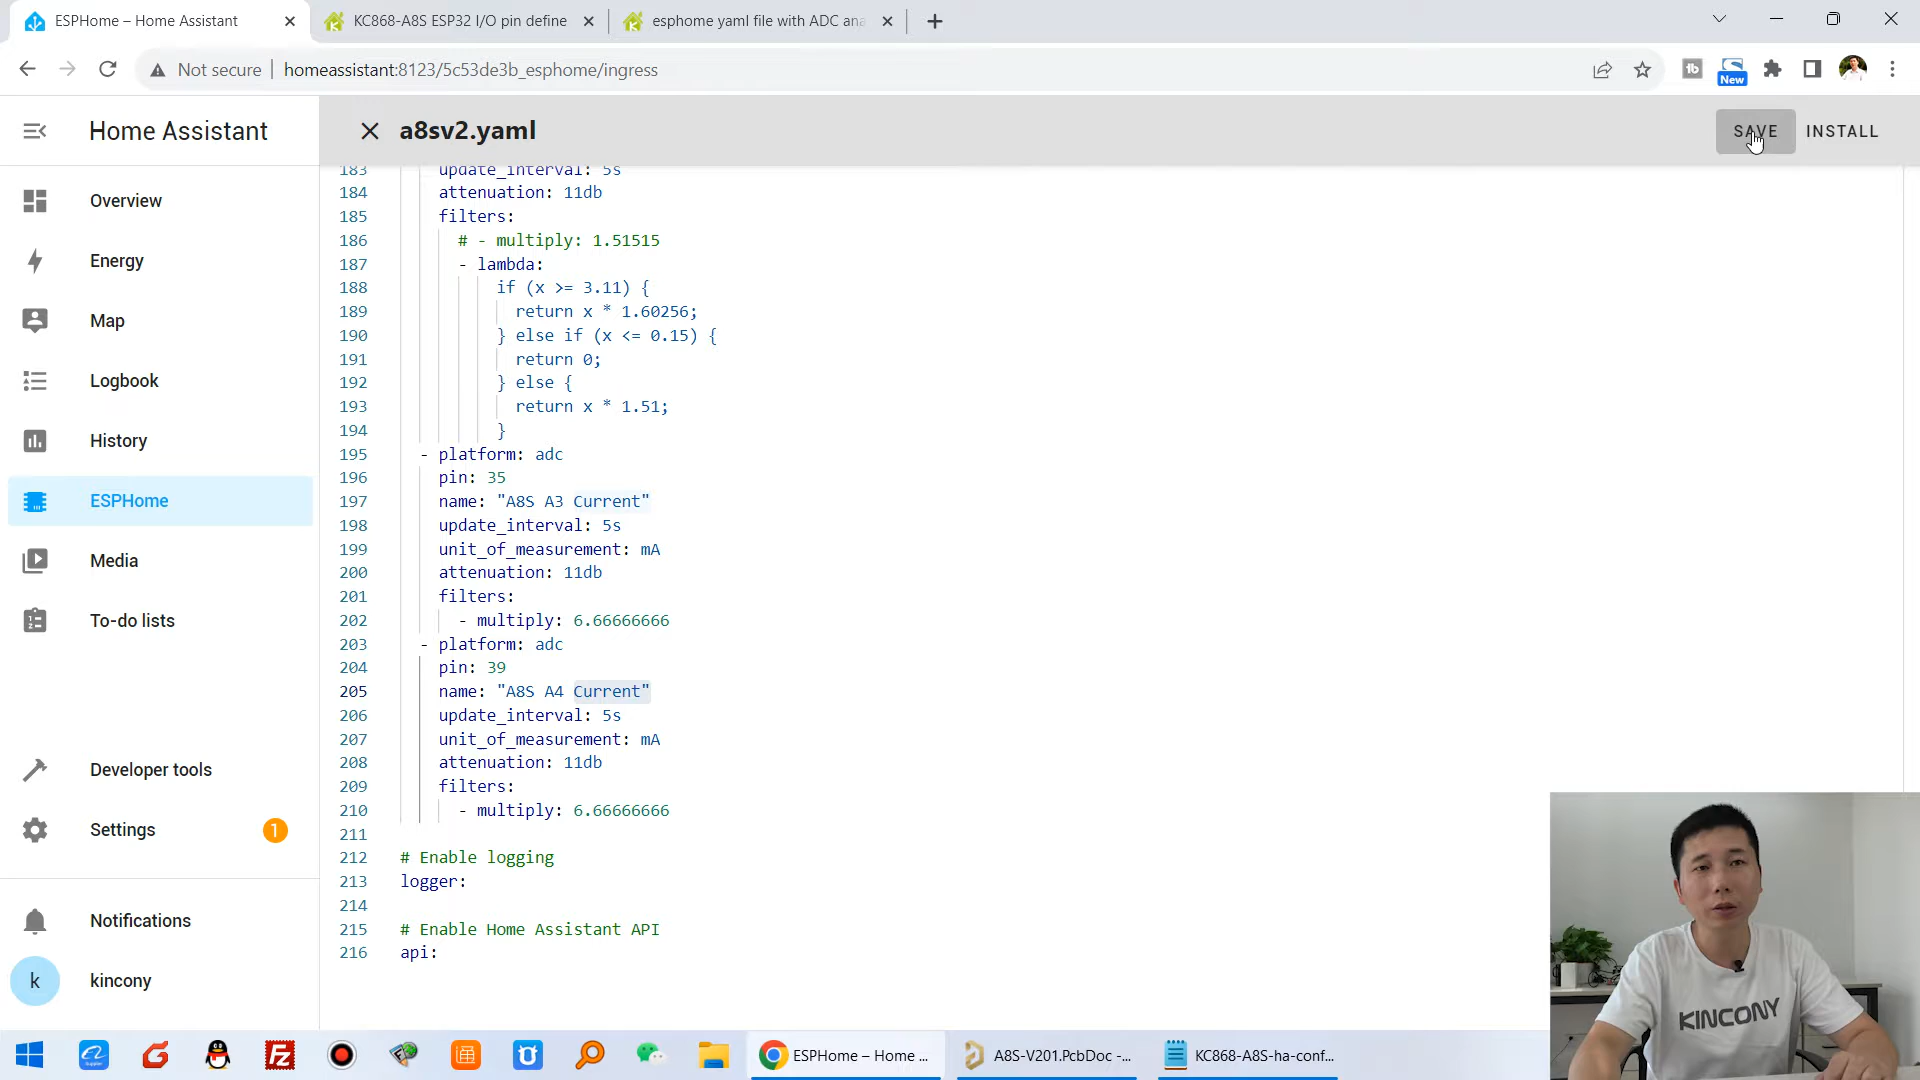 ESPHome – Home Assistant
KC868-A8S ESP32 I/O pin define
esphome yaml file with ADC ana
Not secure
homeassistant:8123/5c53de3b_esphome/ingress
New
Home Assistant
a8sv2.yaml
SAVE
INSTALL
Overview
Energy
Map
Logbook
History
ESPHome
Media
To-do lists
Developer tools
Settings
1
Notifications
k
kincony
183 update_interval: 5s
184 attenuation: 11db
185 filters:
186 # - multiply: 1.51515
187 - lambda:
188 if (x >= 3.11) {
189 return x * 1.60256;
190 } else if (x <= 0.15) {
191 return 0;
192 } else {
193 return x * 1.51;
194 }
195 - platform: adc
196 pin: 35
197 name: "A8S A3 Current"
198 update_interval: 5s
199 unit_of_measurement: mA
200 attenuation: 11db
201 filters:
202 - multiply: 6.66666666
203 - platform: adc
204 pin: 39
205 name: "A8S A4 Current"
206 update_interval: 5s
207 unit_of_measurement: mA
208 attenuation: 11db
209 filters:
210 - multiply: 6.66666666
211
212 # Enable logging
213 logger:
214
215 # Enable Home Assistant API
216 api:
KINCONY
ESPHome – Home ...
A8S-V201.PcbDoc -...
KC868-A8S-ha-conf...